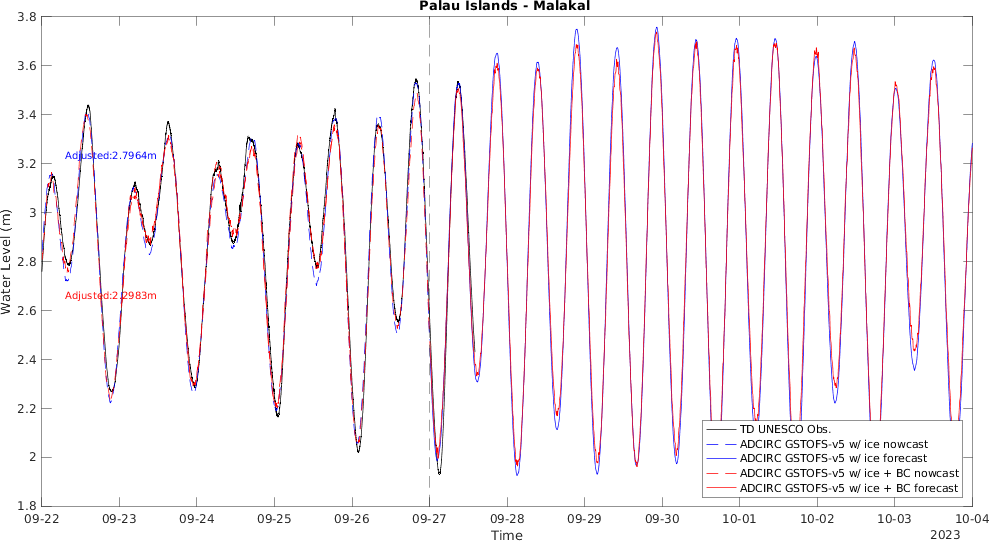 Palau Islands - Malakal
3.8
3.6
3.4
3.2
3
2.8
2.6
2.4
2.2
2
1.8
Water Level (m)
Adjusted:2.7964m
Adjusted:2.2983m
TD UNESCO Obs.
ADCIRC GSTOFS-v5 w/ ice nowcast
ADCIRC GSTOFS-v5 w/ ice forecast
ADCIRC GSTOFS-v5 w/ ice + BC nowcast
ADCIRC GSTOFS-v5 w/ ice + BC forecast
09-22 09-23 09-24 09-25 09-26 09-27 09-28 09-29 09-30 10-01 10-02 10-03 10-04
Time
2023